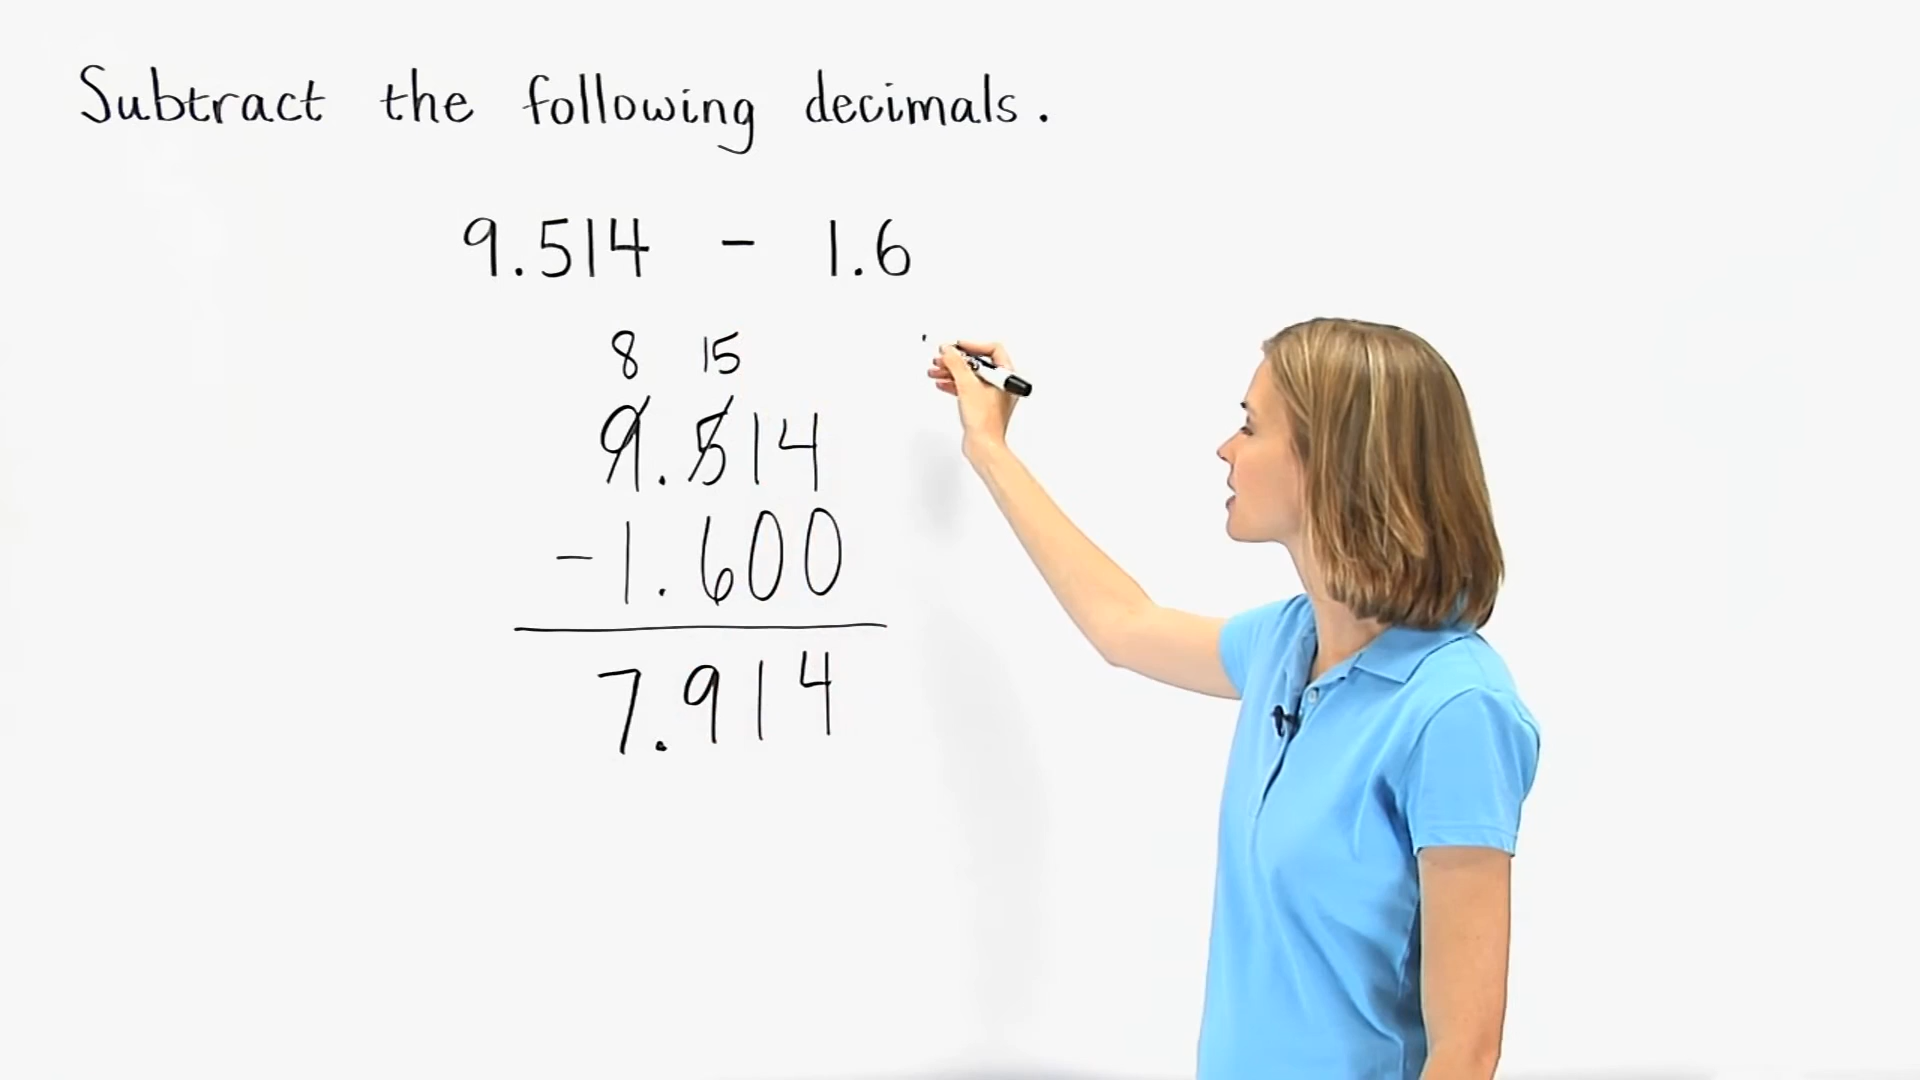 Subtract the following decimals.
9.514 - 1.6
8 15
9.514
-1.600
7.914